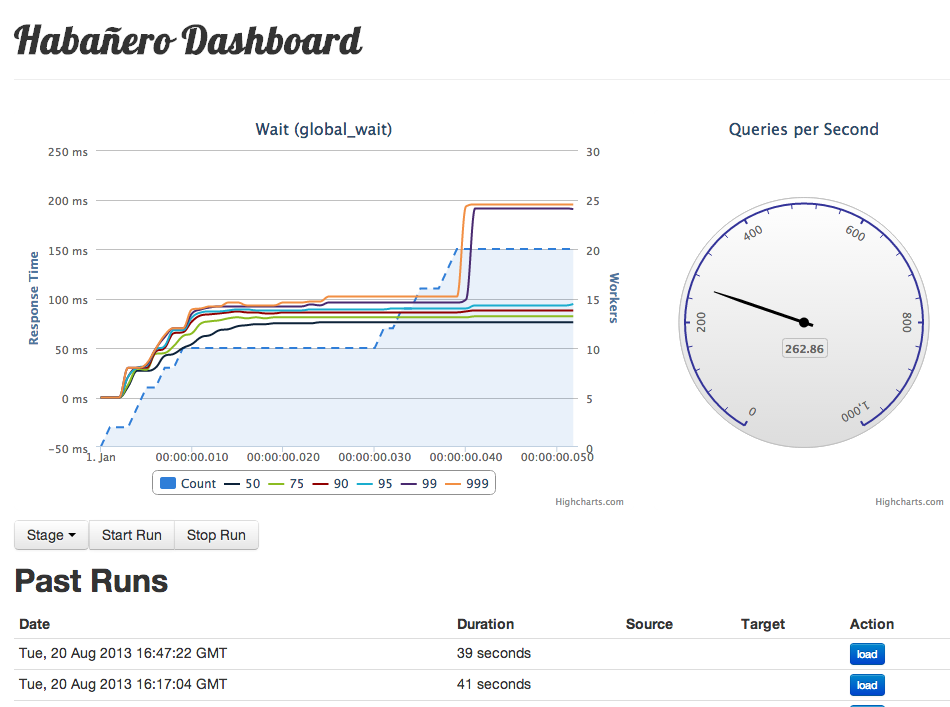 Habañero Dashboard
Wait (global_wait)
250 ms
200 ms
150 ms
100 ms
50 ms
0 ms
−50 ms
Response Time
30
25
20
15
10
5
0
Workers
1. Jan 00:00:00.010 00:00:00.020 00:00:00.030 00:00:00.040 00:00:00.050
Count 50 75 90 95 99 999
Highcharts.com
Queries per Second
0
200
400
600
800
1,000
262.86
Highcharts.com
Stage Start Run Stop Run
Past Runs
Date Duration Source Target Action
Tue, 20 Aug 2013 16:47:22 GMT 39 seconds load
Tue, 20 Aug 2013 16:17:04 GMT 41 seconds load